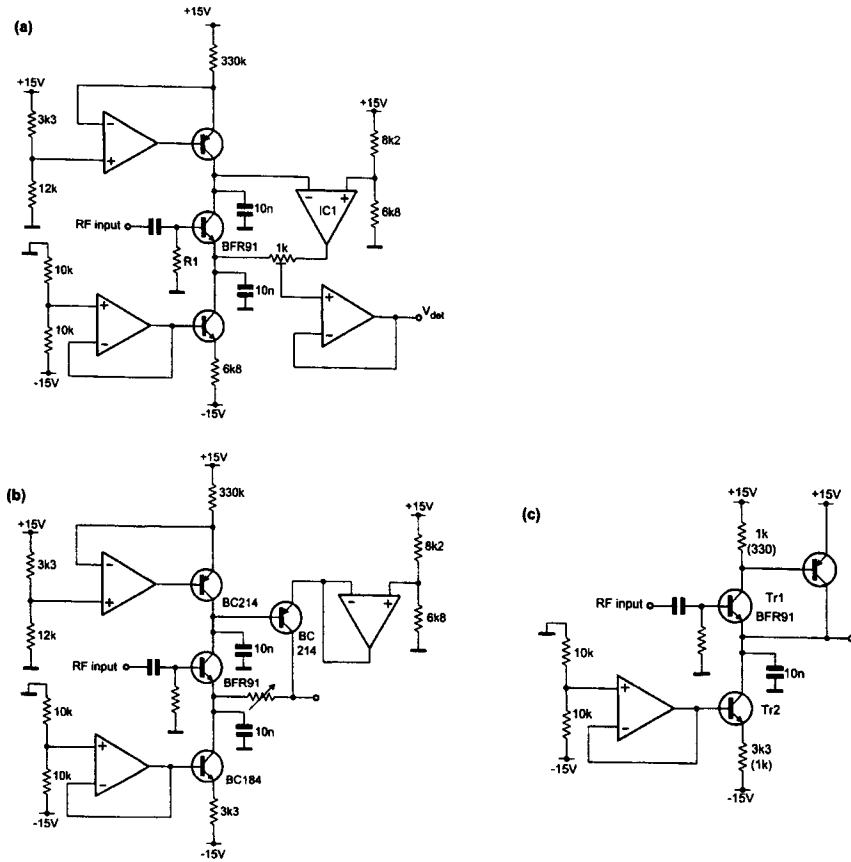 (a)
+15V
330k
+15V
3k3
12k
+15V
8k2
6k8
IC1
10n
RF input
BFR91
1k
R1
10n
10k
10k
-15V
6k8
-15V
Vdet
(b)
+15V
330k
+15V
3k3
12k
BC214
+15V
8k2
6k8
BC
214
10n
RF input
BFR91
10n
10k
10k
-15V
BC184
3k3
-15V
(c)
+15V
+15V
1k
(330)
Tr1
RF input
BFR91
10n
10k
10k
-15V
Tr2
3k3
(1k)
-15V